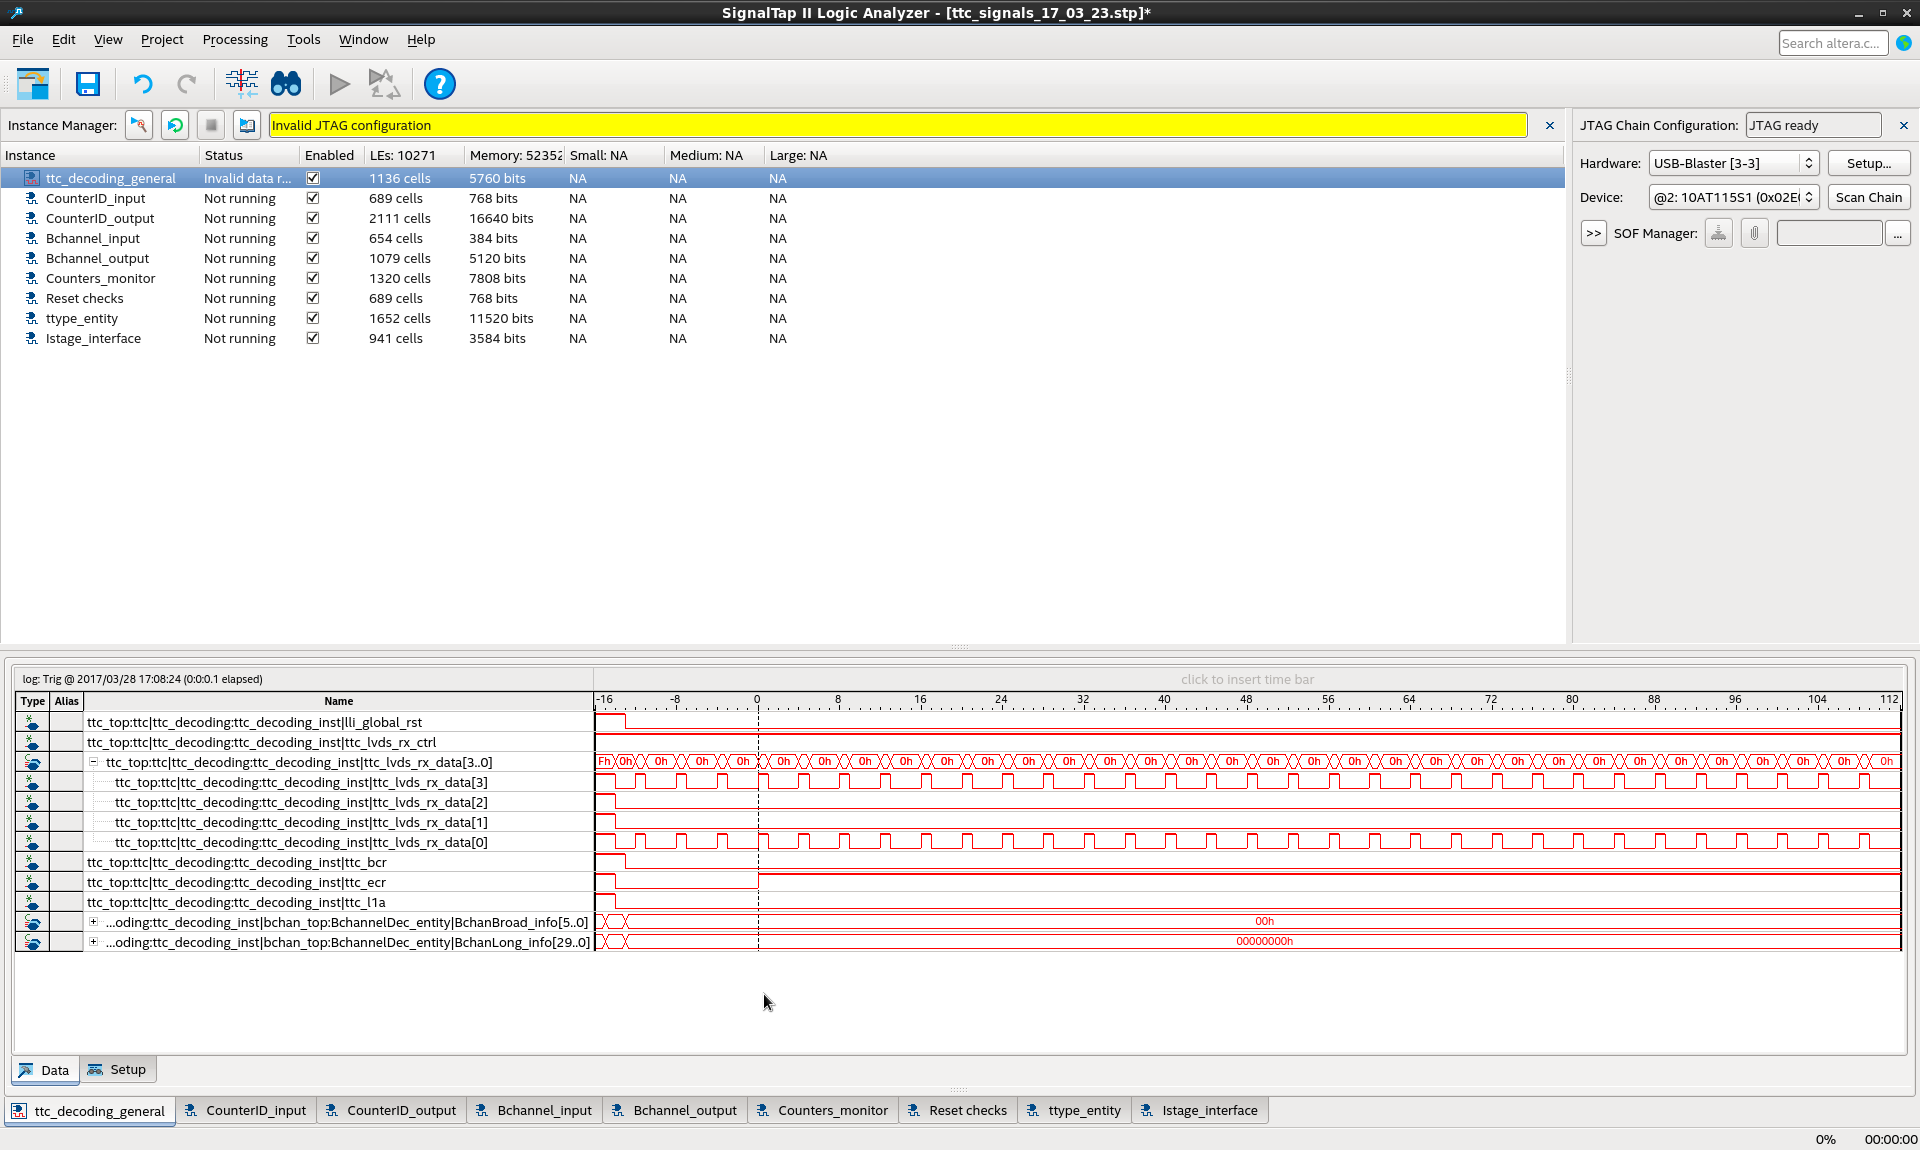 SignalTap II Logic Analyzer - [ttc_signals_17_03_23.stp]*
File Edit View Project Processing Tools Window Help
Search altera.c...
Instance Manager: Invalid JTAG configuration
JTAG Chain Configuration: JTAG ready
Instance Status Enabled LEs: 10271 Memory: 52352 Small: NA Medium: NA Large: NA
ttc_decoding_general Invalid data r... 1136 cells 5760 bits NA NA NA
CounterID_input Not running 689 cells 768 bits NA NA NA
CounterID_output Not running 2111 cells 16640 bits NA NA NA
Bchannel_input Not running 654 cells 384 bits NA NA NA
Bchannel_output Not running 1079 cells 5120 bits NA NA NA
Counters_monitor Not running 1320 cells 7808 bits NA NA NA
Reset checks Not running 689 cells 768 bits NA NA NA
ttype_entity Not running 1652 cells 11520 bits NA NA NA
Istage_interface Not running 941 cells 3584 bits NA NA NA
Hardware: USB-Blaster [3-3] Setup...
Device: @2: 10AT115S1 (0x02E Scan Chain
>> SOF Manager: ...
log: Trig @ 2017/03/28 17:08:24 (0:0:0.1 elapsed) click to insert time bar
Type Alias Name -16 -8 0 8 16 24 32 40 48 56 64 72 80 88 96 104 112
ttc_top:ttc|ttc_decoding:ttc_decoding_inst|lli_global_rst
ttc_top:ttc|ttc_decoding:ttc_decoding_inst|ttc_lvds_rx_ctrl
ttc_top:ttc|ttc_decoding:ttc_decoding_inst|ttc_lvds_rx_data[3..0] Fh 0h 0h 0h 0h 0h 0h 0h 0h 0h 0h 0h 0h 0h 0h 0h 0h 0h 0h 0h 0h 0h 0h 0h 0h 0h 0h 0h 0h 0h 0h 0h
ttc_top:ttc|ttc_decoding:ttc_decoding_inst|ttc_lvds_rx_data[3]
ttc_top:ttc|ttc_decoding:ttc_decoding_inst|ttc_lvds_rx_data[2]
ttc_top:ttc|ttc_decoding:ttc_decoding_inst|ttc_lvds_rx_data[1]
ttc_top:ttc|ttc_decoding:ttc_decoding_inst|ttc_lvds_rx_data[0]
ttc_top:ttc|ttc_decoding:ttc_decoding_inst|ttc_bcr
ttc_top:ttc|ttc_decoding:ttc_decoding_inst|ttc_ecr
ttc_top:ttc|ttc_decoding:ttc_decoding_inst|ttc_l1a
...oding:ttc_decoding_inst|bchan_top:BchannelDec_entity|BchanBroad_info[5..0] 00h
...oding:ttc_decoding_inst|bchan_top:BchannelDec_entity|BchanLong_info[29..0] 00000000h
Data Setup
ttc_decoding_general CounterID_input CounterID_output Bchannel_input Bchannel_output Counters_monitor Reset checks ttype_entity Istage_interface
0% 00:00:00